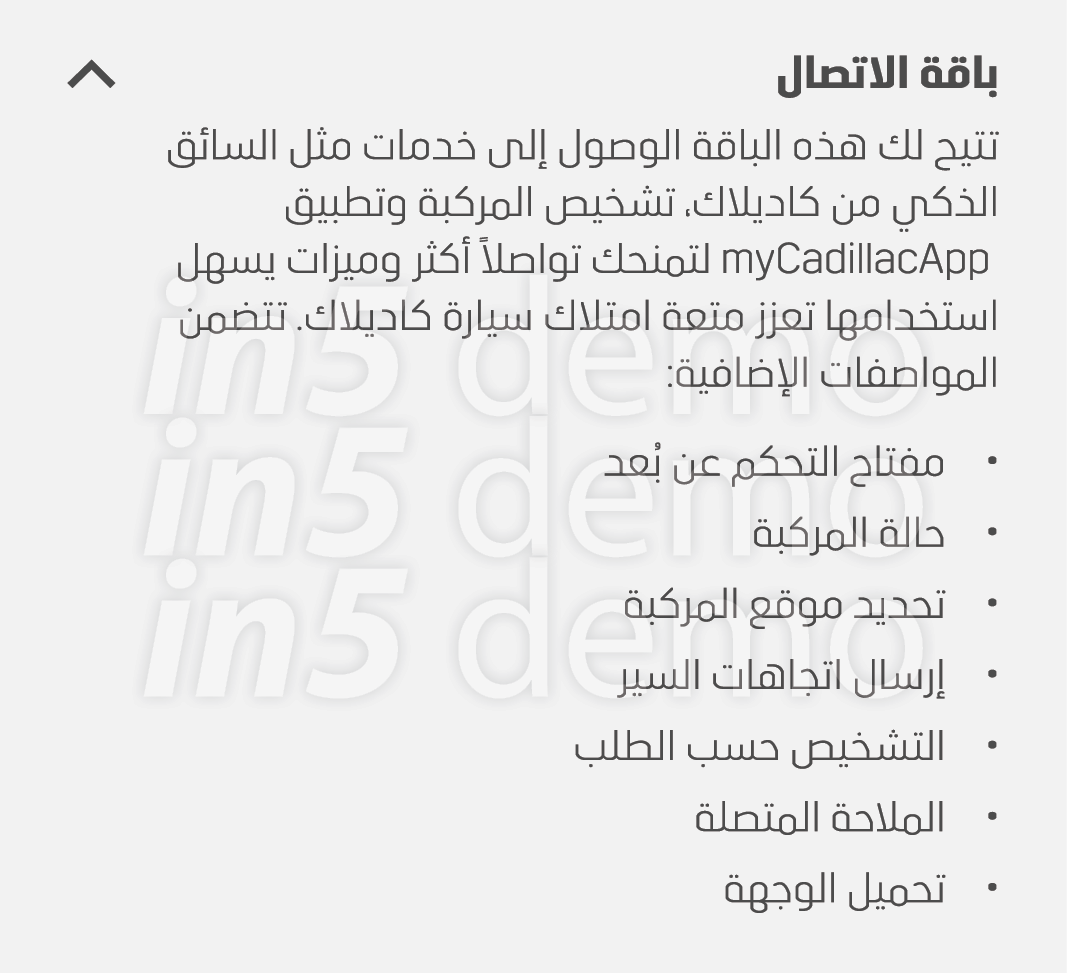 باقة الاتصال
تتيح لك هذه الباقة الوصول إلى خدمات مثل السائق
الذكي من كاديلاك، تشخيص المركبة وتطبيق
myCadillacApp لتمنحك تواصلاً أكثر وميزات يسهل
استخدامها تعزز متعة امتلاك سيارة كاديلاك. تتضمن
المواصفات الإضافية:
• مفتاح التحكم عن بُعد
• حالة المركبة
• تحديد موقع المركبة
• إرسال اتجاهات السير
• التشخيص حسب الطلب
• الملاحة المتصلة
• تحميل الوجهة
in5 demo
in5 demo
in5 demo